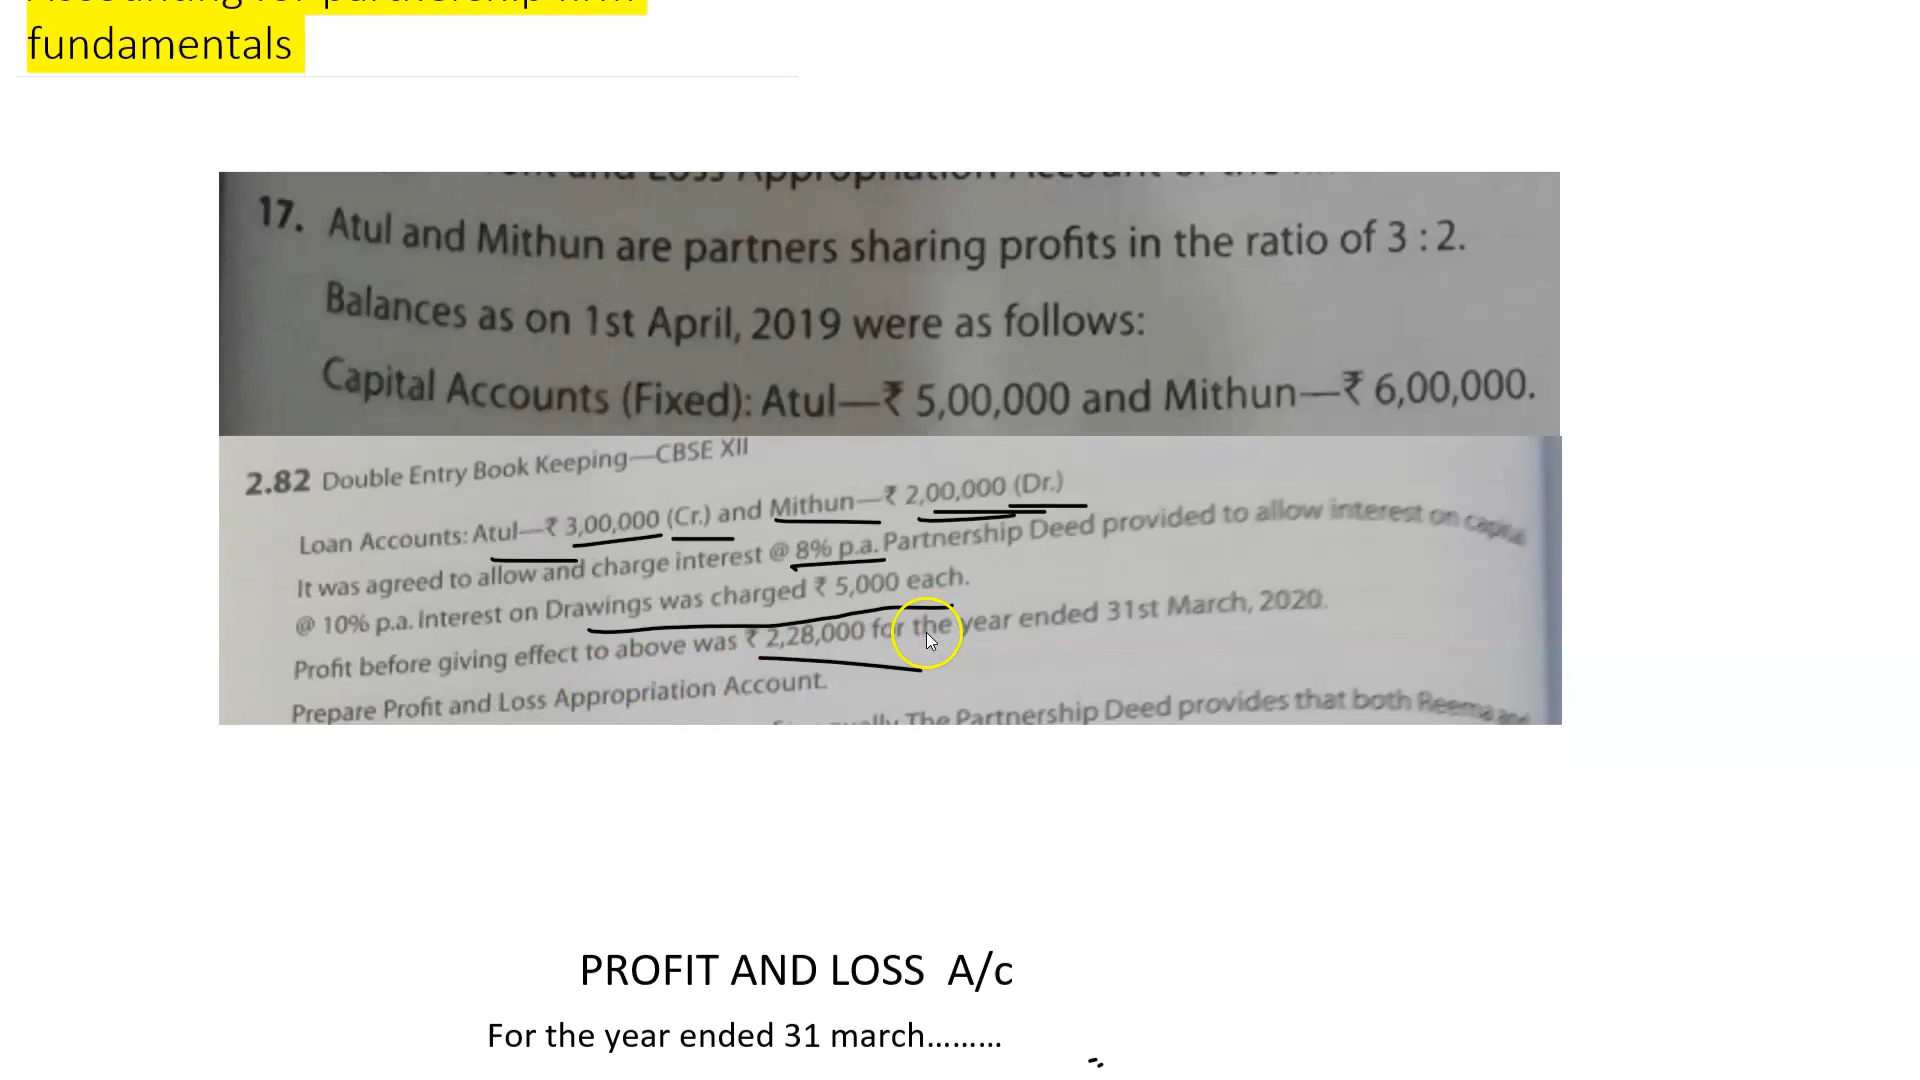 fundamentals
17. Atul and Mithun are partners sharing profits in the ratio of 3 : 2.
Balances as on 1st April, 2019 were as follows:
Capital Accounts (Fixed): Atul—₹ 5,00,000 and Mithun—₹ 6,00,000.
2.82 Double Entry Book Keeping—CBSE XII
Loan Accounts: Atul—₹ 3,00,000 (Cr.) and Mithun—₹ 2,00,000 (Dr.)
It was agreed to allow and charge interest @ 8% p.a. Partnership Deed provided to allow interest on capital
@ 10% p.a. Interest on Drawings was charged ₹ 5,000 each.
Profit before giving effect to above was ₹ 2,28,000 for the year ended 31st March, 2020.
Prepare Profit and Loss Appropriation Account.
The Partnership Deed provides that both Reema and
PROFIT AND LOSS A/c
For the year ended 31 march.........